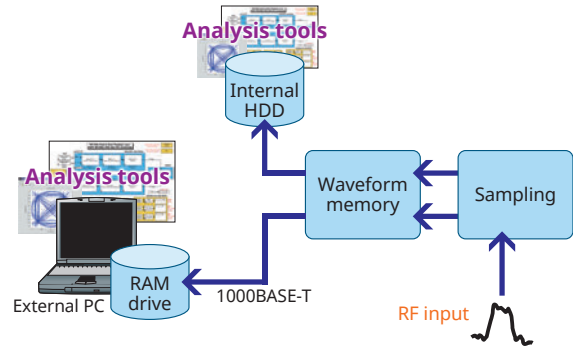 Analysis tools
Internal
HDD
Analysis tools
Waveform
memory
Sampling
RAM
drive
1000BASE-T
External PC
RF input